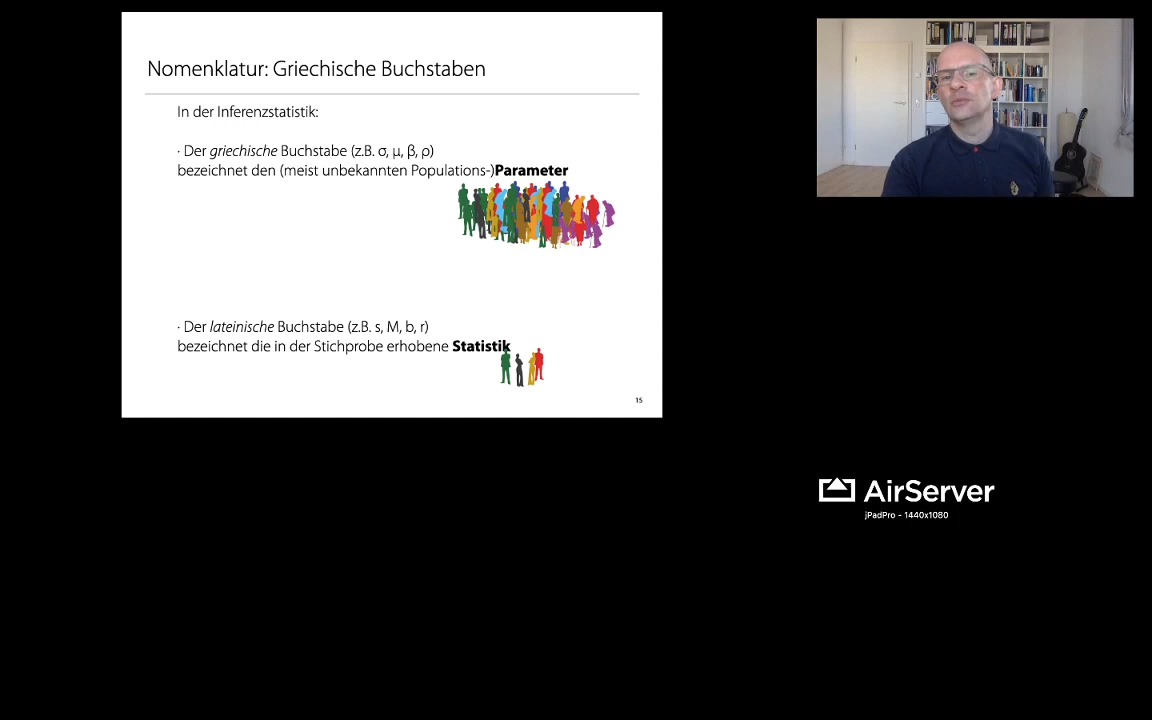 Nomenklatur: Griechische Buchstaben
In der Inferenzstatistik:
· Der griechische Buchstabe (z.B. σ, μ, β, ρ)
bezeichnet den (meist unbekannten Populations-)Parameter
· Der lateinische Buchstabe (z.B. s, M, b, r)
bezeichnet die in der Stichprobe erhobene Statistik
15
AirServer
jPadPro - 1440x1080